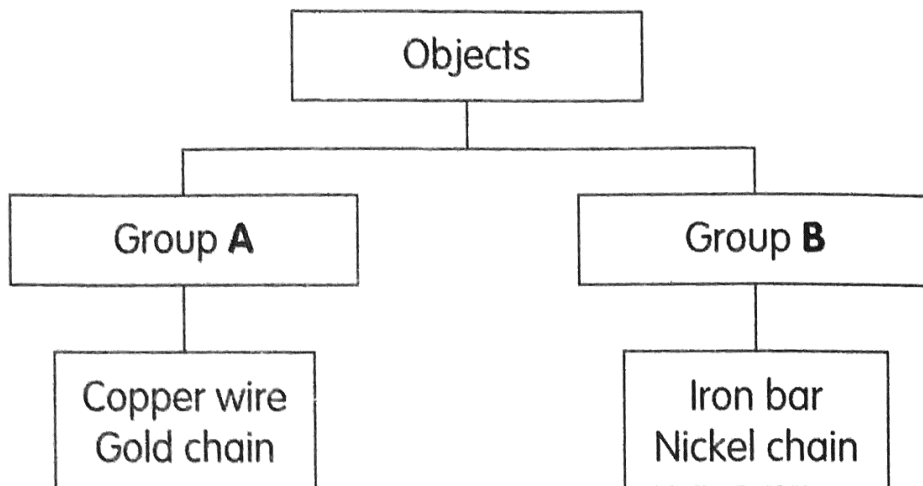 Objects
Group A
Group B
Copper wire
Gold chain
Iron bar
Nickel chain